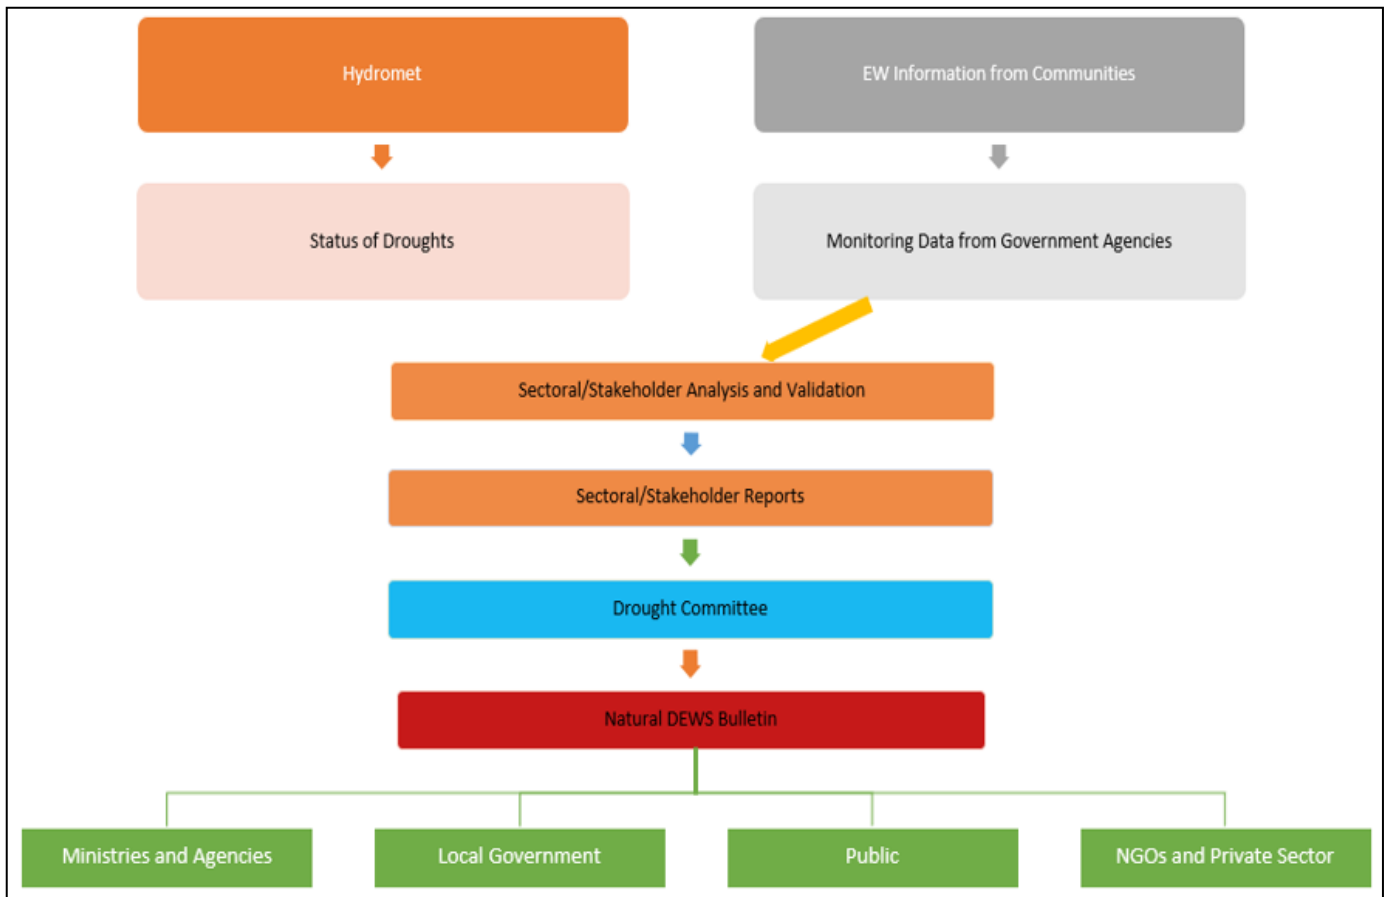 Hydromet
EW Information from Communities
Status of Droughts
Monitoring Data from Government Agencies
Sectoral/Stakeholder Analysis and Validation
Sectoral/Stakeholder Reports
Drought Committee
Natural DEWS Bulletin
Ministries and Agencies
Local Government
Public
NGOs and Private Sector